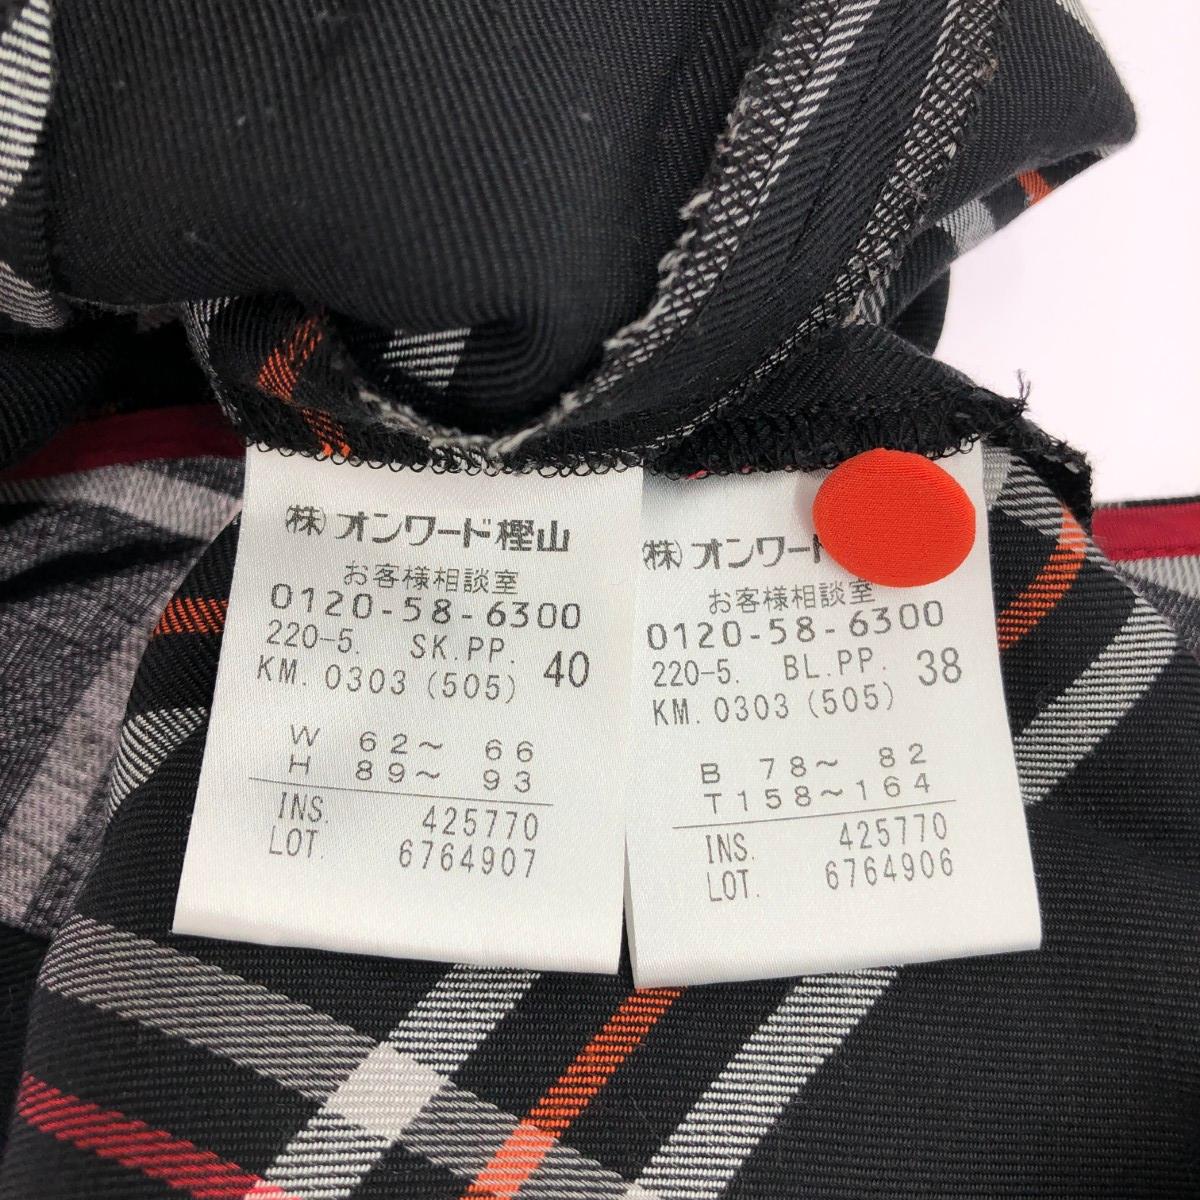 (株)オンワード樫山
お客様相談室
0120-58-6300
220-5. SK.PP. 40
KM. 0303 (505)
W 62～ 66
H 89～ 93
INS. 425770
LOT. 6764907
(株)オンワード
お客様相談室
0120-58-6300
220-5. BL.PP. 38
KM. 0303 (505)
B 78～ 82
T158～164
INS. 425770
LOT. 6764906